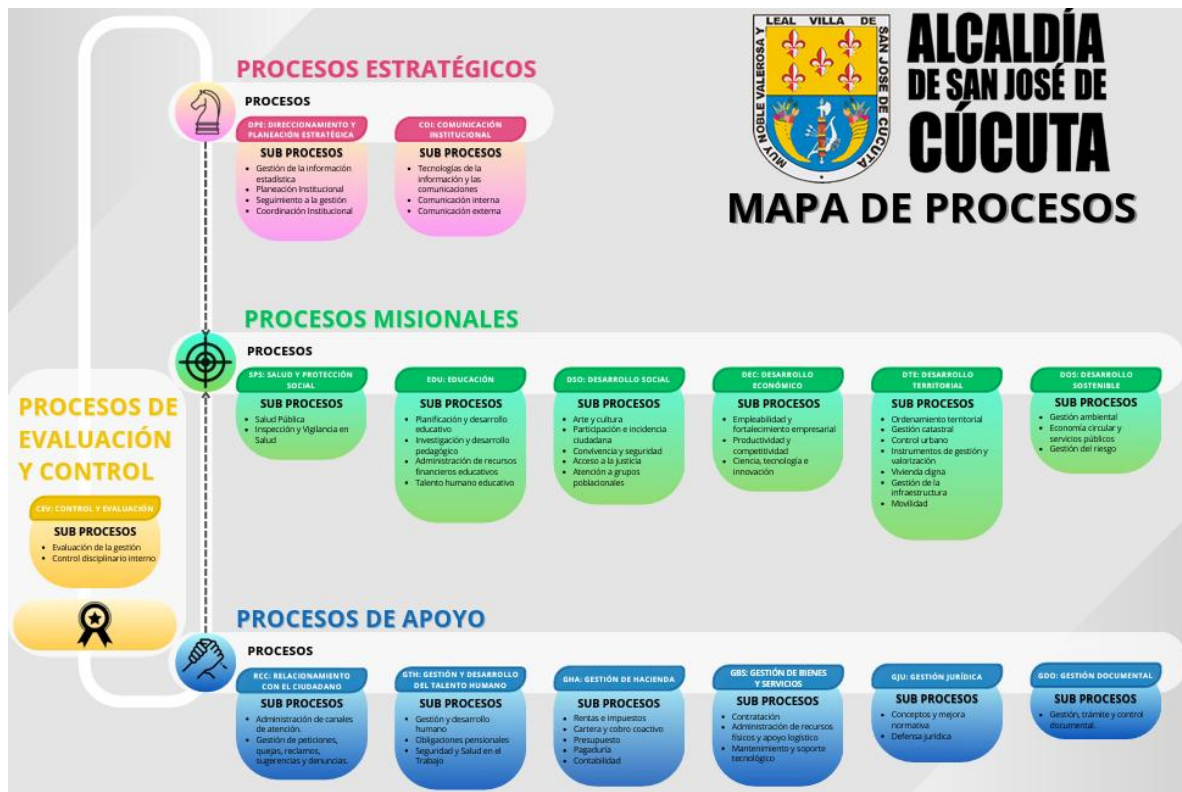 MUY NOBLE VALEROSA Y LEAL VILLA DE SAN JOSE DE CUCUTA
ALCALDÍA
DE SAN JOSÉ DE
CÚCUTA
MAPA DE PROCESOS
PROCESOS ESTRATÉGICOS
PROCESOS
DPE: DIRECCIONAMIENTO Y
PLANEACIÓN ESTRATÉGICA
SUB PROCESOS
• Gestión de la información
estadística
• Planeación Institucional
• Seguimiento a la gestión
• Coordinación Institucional
COI: COMUNICACIÓN
INSTITUCIONAL
SUB PROCESOS
• Tecnologías de la
información y las
comunicaciones
• Comunicación interna
• Comunicación externa
PROCESOS MISIONALES
PROCESOS
SPS: SALUD Y PROTECCIÓN
SOCIAL
SUB PROCESOS
• Salud Pública
• Inspección y Vigilancia en
Salud
EDU: EDUCACIÓN
SUB PROCESOS
• Planificación y desarrollo
educativo
• Investigación y desarrollo
pedagógico
• Administración de recursos
financieros educativos
• Talento humano educativo
DSO: DESARROLLO SOCIAL
SUB PROCESOS
• Arte y cultura
• Participación e incidencia
ciudadana
• Convivencia y seguridad
• Acceso a la justicia
• Atención a grupos
poblacionales
DEC: DESARROLLO
ECONÓMICO
SUB PROCESOS
• Empleabilidad y
fortalecimiento empresarial
• Productividad y
competitividad
• Ciencia, tecnología e
innovación
DTE: DESARROLLO
TERRITORIAL
SUB PROCESOS
• Ordenamiento territorial
• Gestión catastral
• Control urbano
• Instrumentos de gestión y
valorización
• Vivienda digna
• Gestión de la
infraestructura
• Movilidad
DOS: DESARROLLO
SOSTENIBLE
SUB PROCESOS
• Gestión ambiental
• Economía circular y
servicios públicos
• Gestión del riesgo
PROCESOS DE
EVALUACIÓN
Y CONTROL
CEV: CONTROL Y EVALUACIÓN
SUB PROCESOS
• Evaluación de la gestión
• Control disciplinario interno
PROCESOS DE APOYO
PROCESOS
RCC: RELACIONAMIENTO
CON EL CIUDADANO
SUB PROCESOS
• Administración de canales
de atención.
• Gestión de peticiones,
quejas, reclamos,
sugerencias y denuncias.
GTH: GESTIÓN Y DESARROLLO
DEL TALENTO HUMANO
SUB PROCESOS
• Gestión y desarrollo
humano
• Obligaciones pensionales
• Seguridad y Salud en el
Trabajo
GHA: GESTIÓN DE HACIENDA
SUB PROCESOS
• Rentas e impuestos
• Cartera y cobro coactivo
• Presupuesto
• Pagaduría
• Contabilidad
GBS: GESTIÓN DE BIENES
Y SERVICIOS
SUB PROCESOS
• Contratación
• Administración de recursos
físicos y apoyo logístico
• Mantenimiento y soporte
tecnológico
GJU: GESTIÓN JURÍDICA
SUB PROCESOS
• Conceptos y mejora
normativa
• Defensa jurídica
GDO: GESTIÓN DOCUMENTAL
SUB PROCESOS
• Gestión, trámite y control
documental.